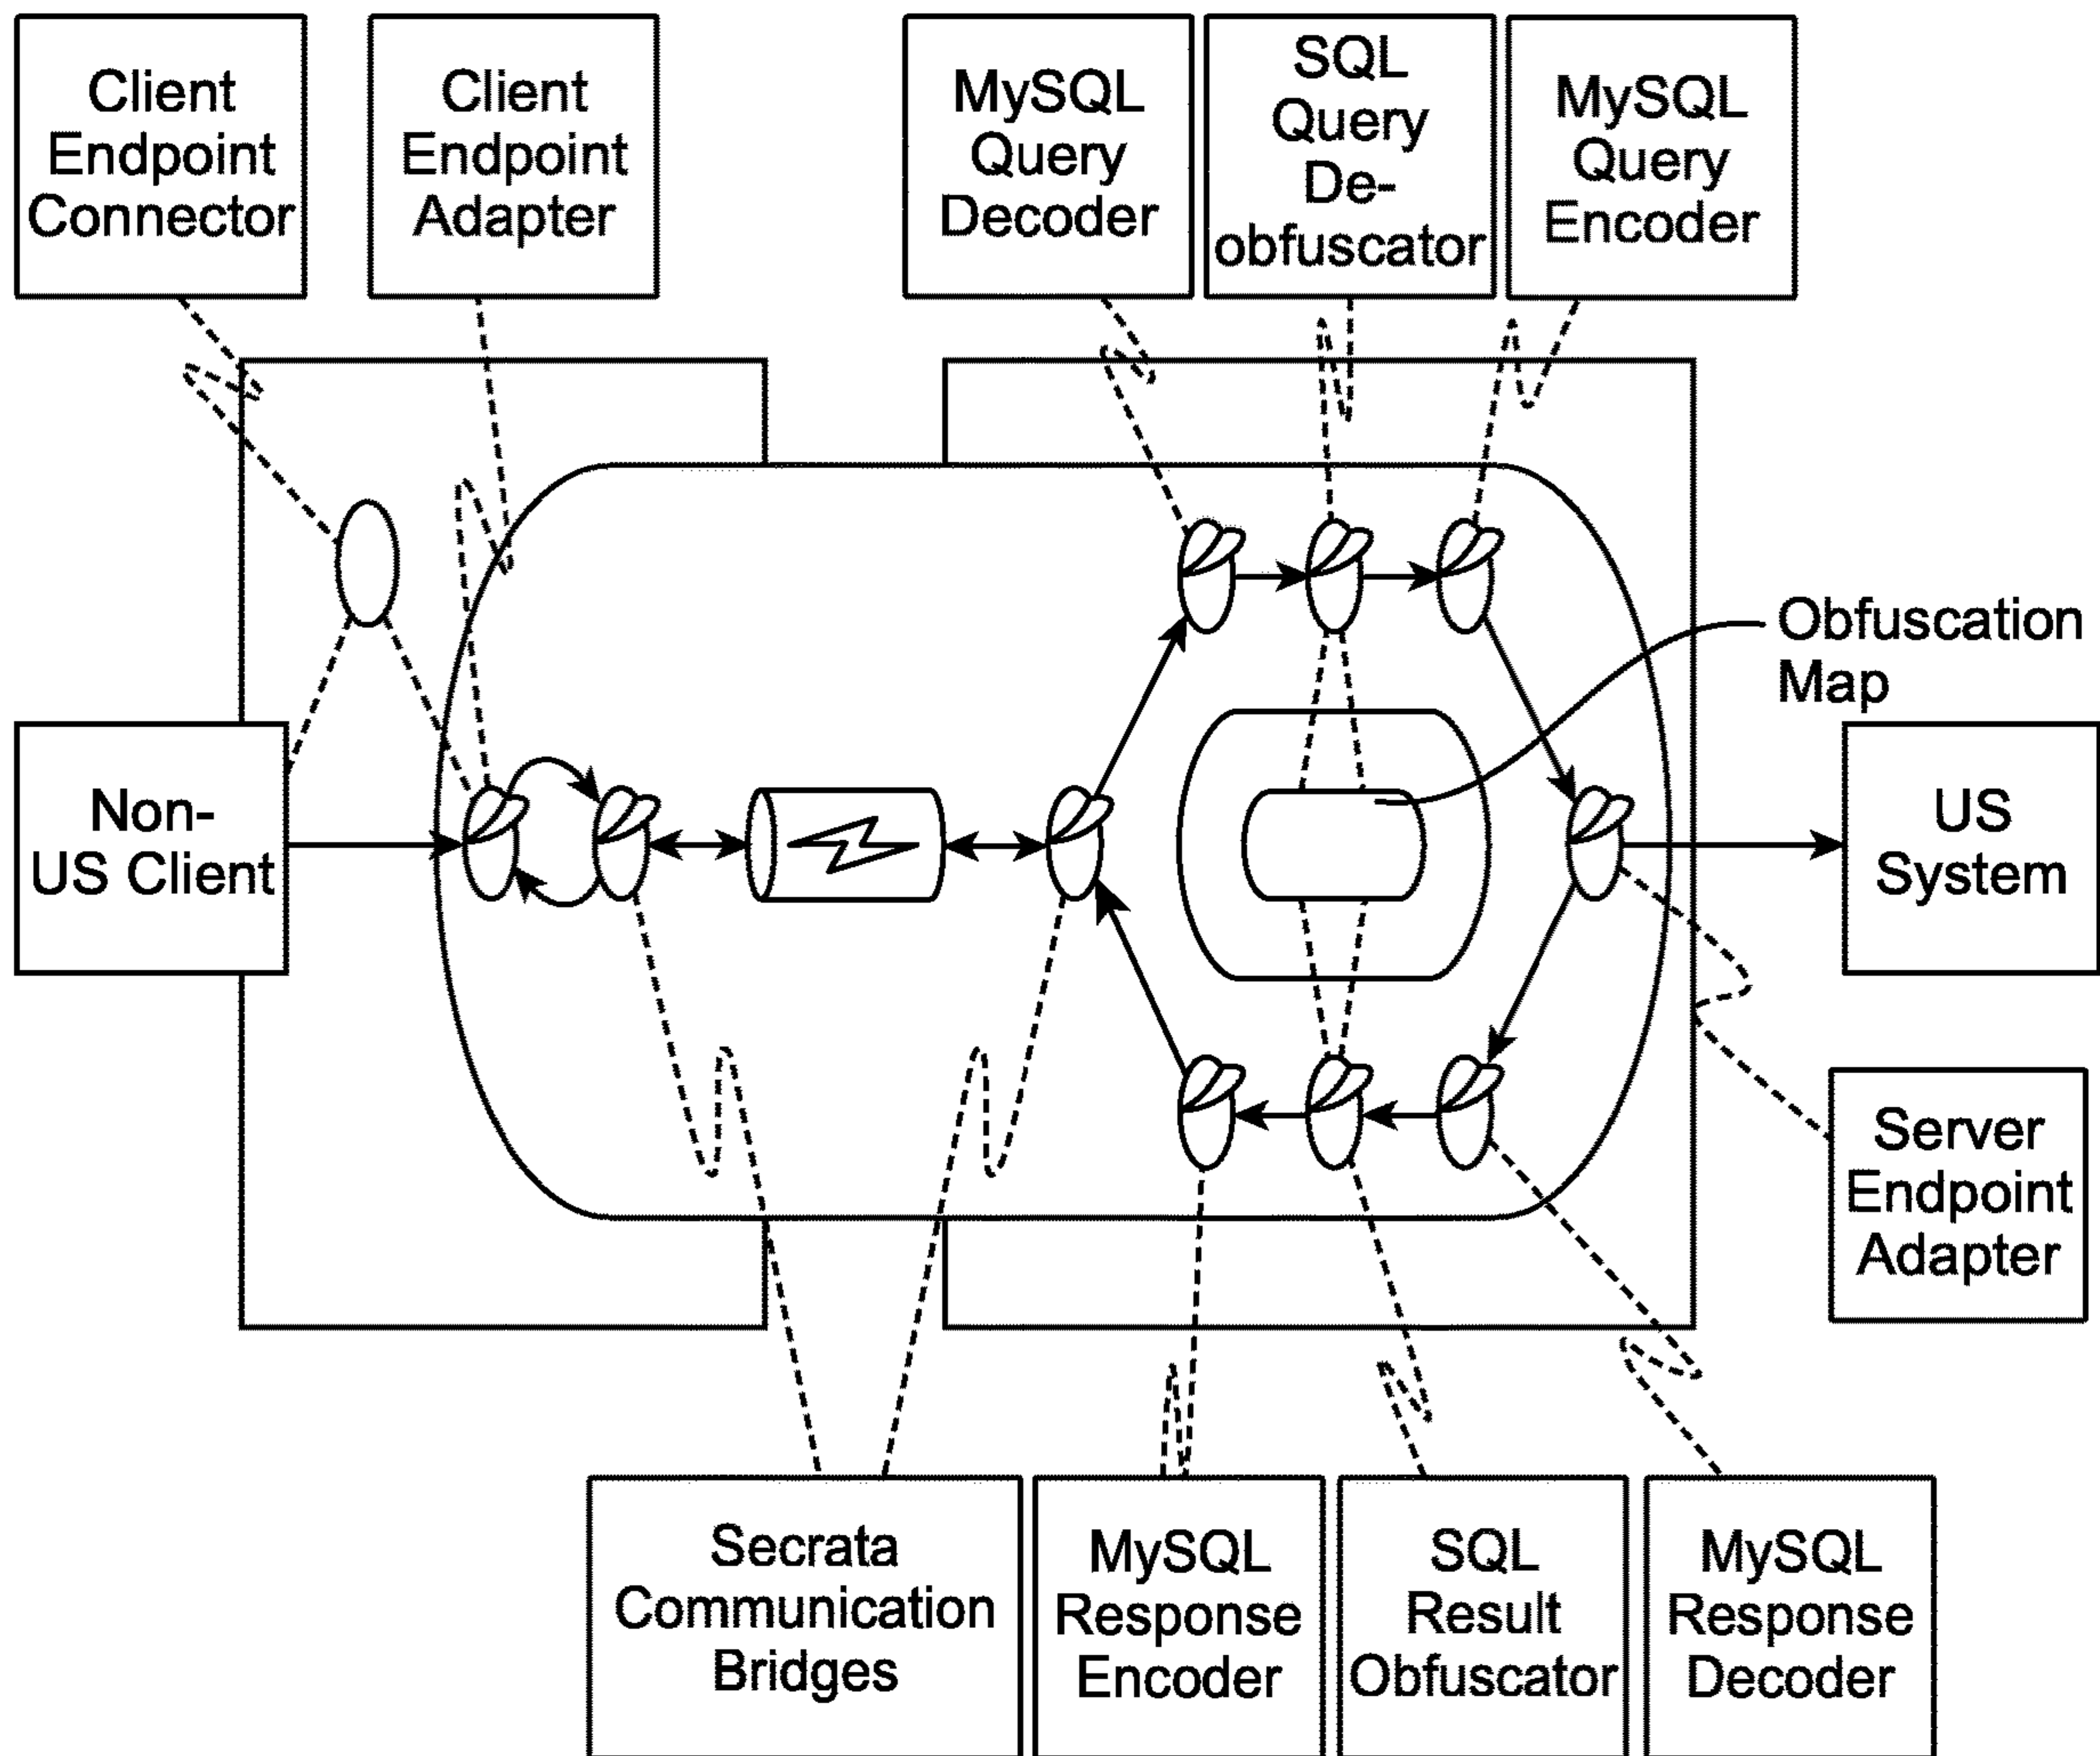 Client
Endpoint
Connector
Client
Endpoint
Adapter
MySQL
Query
Decoder
SQL
Query
De-
obfuscator
MySQL
Query
Encoder
Obfuscation
Map
Non-
US Client
US
System
Server
Endpoint
Adapter
Secrata
Communication
Bridges
MySQL
Response
Encoder
SQL
Result
Obfuscator
MySQL
Response
Decoder